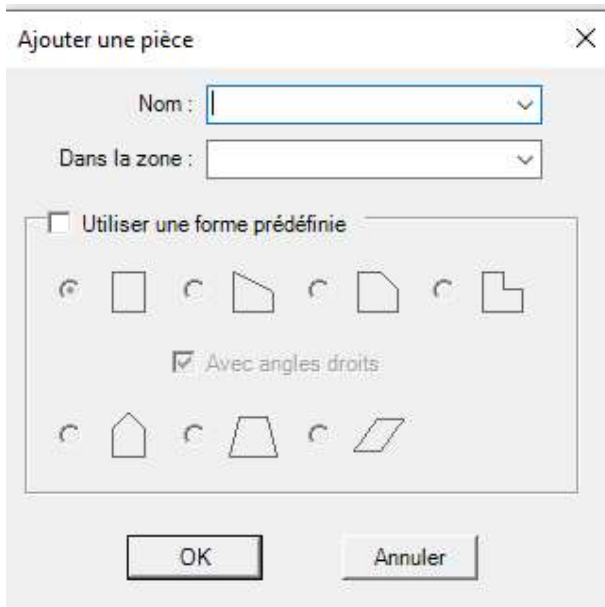 Ajouter une pièce
Nom :
Dans la zone :
Utiliser une forme prédéfinie
Avec angles droits
OK
Annuler